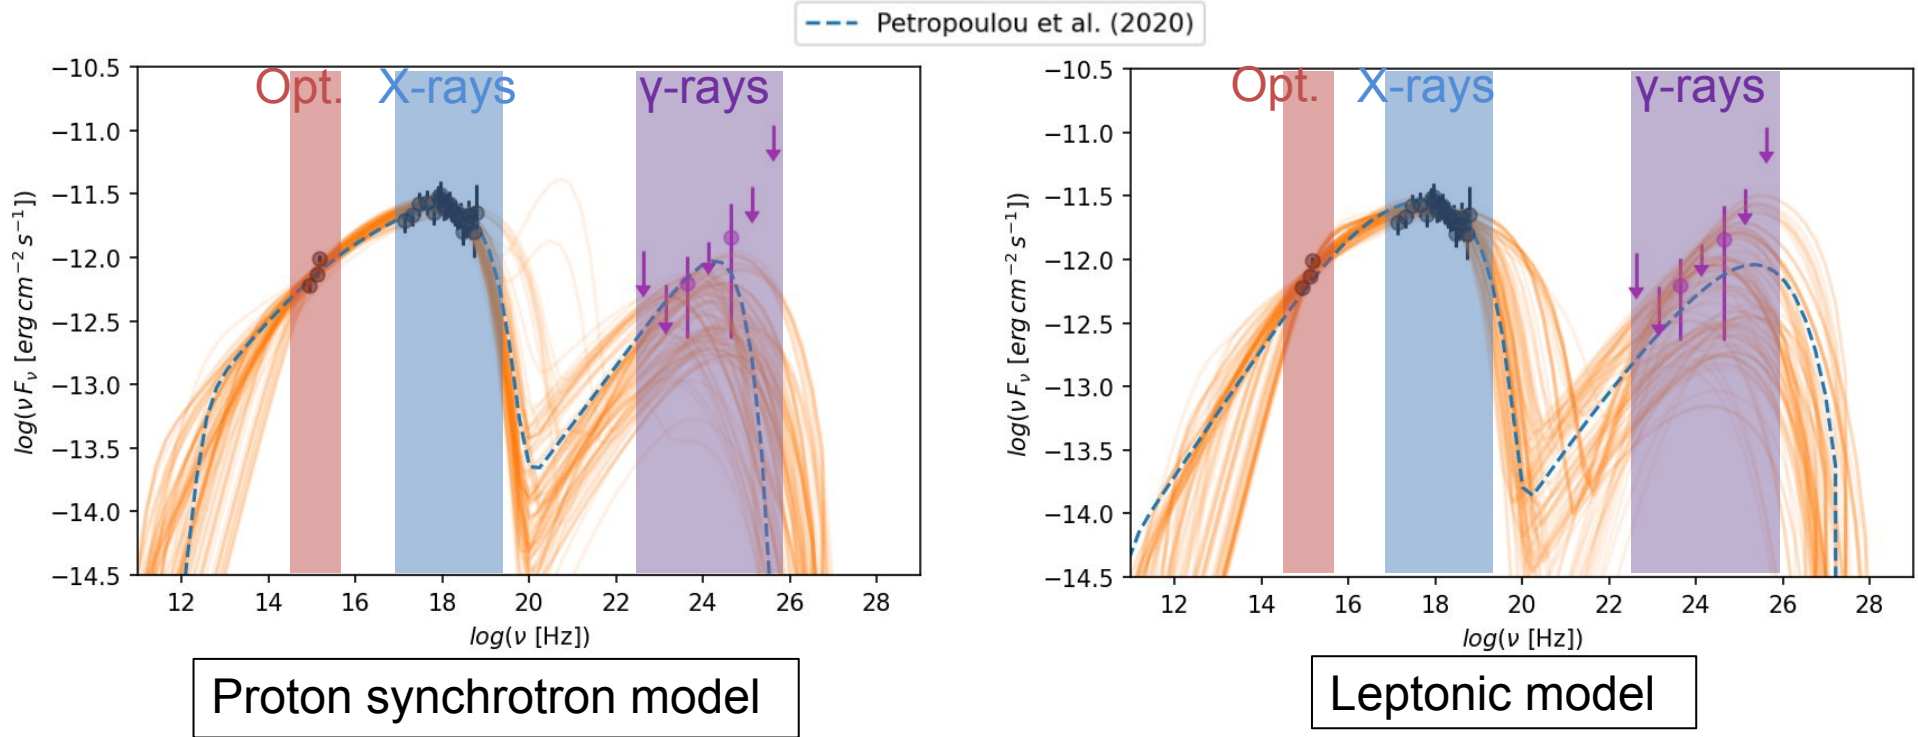 Petropoulou et al. (2020)
−10.5
−11.0
−11.5
−12.0
−12.5
−13.0
−13.5
−14.0
−14.5
log(ν Fν [erg cm⁻² s⁻¹])
Opt.
X-rays
γ-rays
12 14 16 18 20 22 24 26 28
log(ν [Hz])
Proton synchrotron model
−10.5
−11.0
−11.5
−12.0
−12.5
−13.0
−13.5
−14.0
−14.5
log(ν Fν [erg cm⁻² s⁻¹])
Opt.
X-rays
γ-rays
12 14 16 18 20 22 24 26 28
log(ν [Hz])
Leptonic model